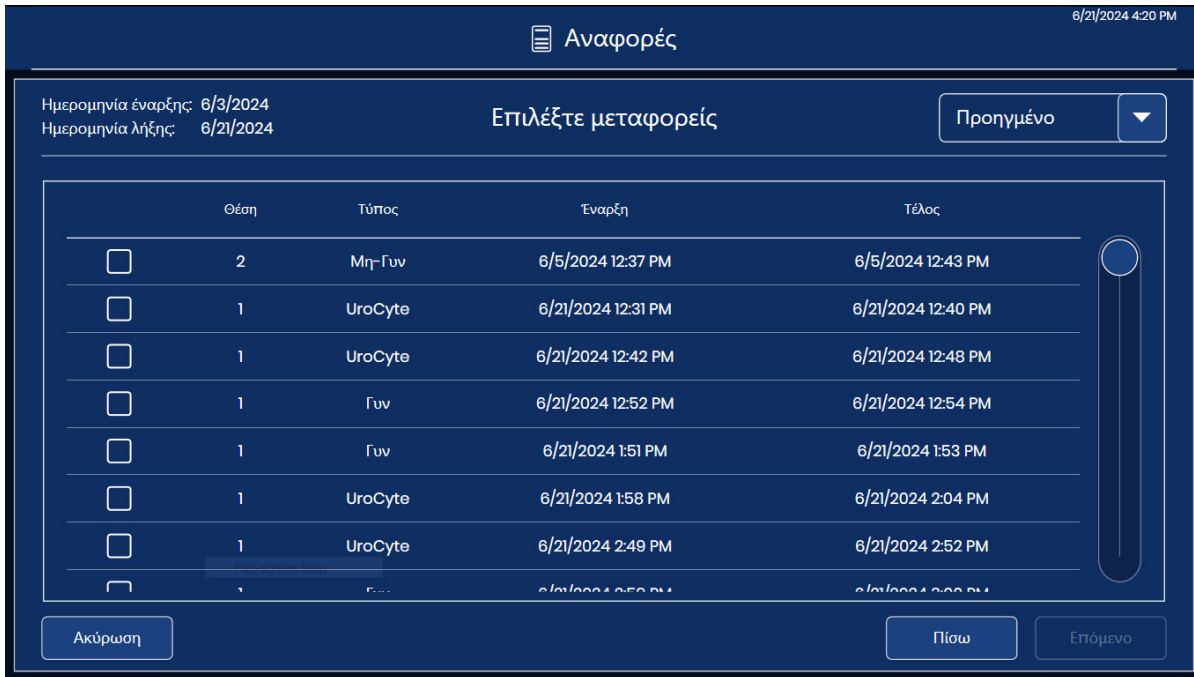 6/21/2024 4:20 PM
Αναφορές
Ημερομηνία έναρξης: 6/3/2024
Ημερομηνία λήξης: 6/21/2024
Επιλέξτε μεταφορείς
Προηγμένο
Θέση Τύπος Έναρξη Τέλος
2 Μη-Γυν 6/5/2024 12:37 PM 6/5/2024 12:43 PM
1 UroCyte 6/21/2024 12:31 PM 6/21/2024 12:40 PM
1 UroCyte 6/21/2024 12:42 PM 6/21/2024 12:48 PM
1 Γυν 6/21/2024 12:52 PM 6/21/2024 12:54 PM
1 Γυν 6/21/2024 1:51 PM 6/21/2024 1:53 PM
1 UroCyte 6/21/2024 1:58 PM 6/21/2024 2:04 PM
1 UroCyte 6/21/2024 2:49 PM 6/21/2024 2:52 PM
Full-screen Snip
Ακύρωση Πίσω Επόμενο